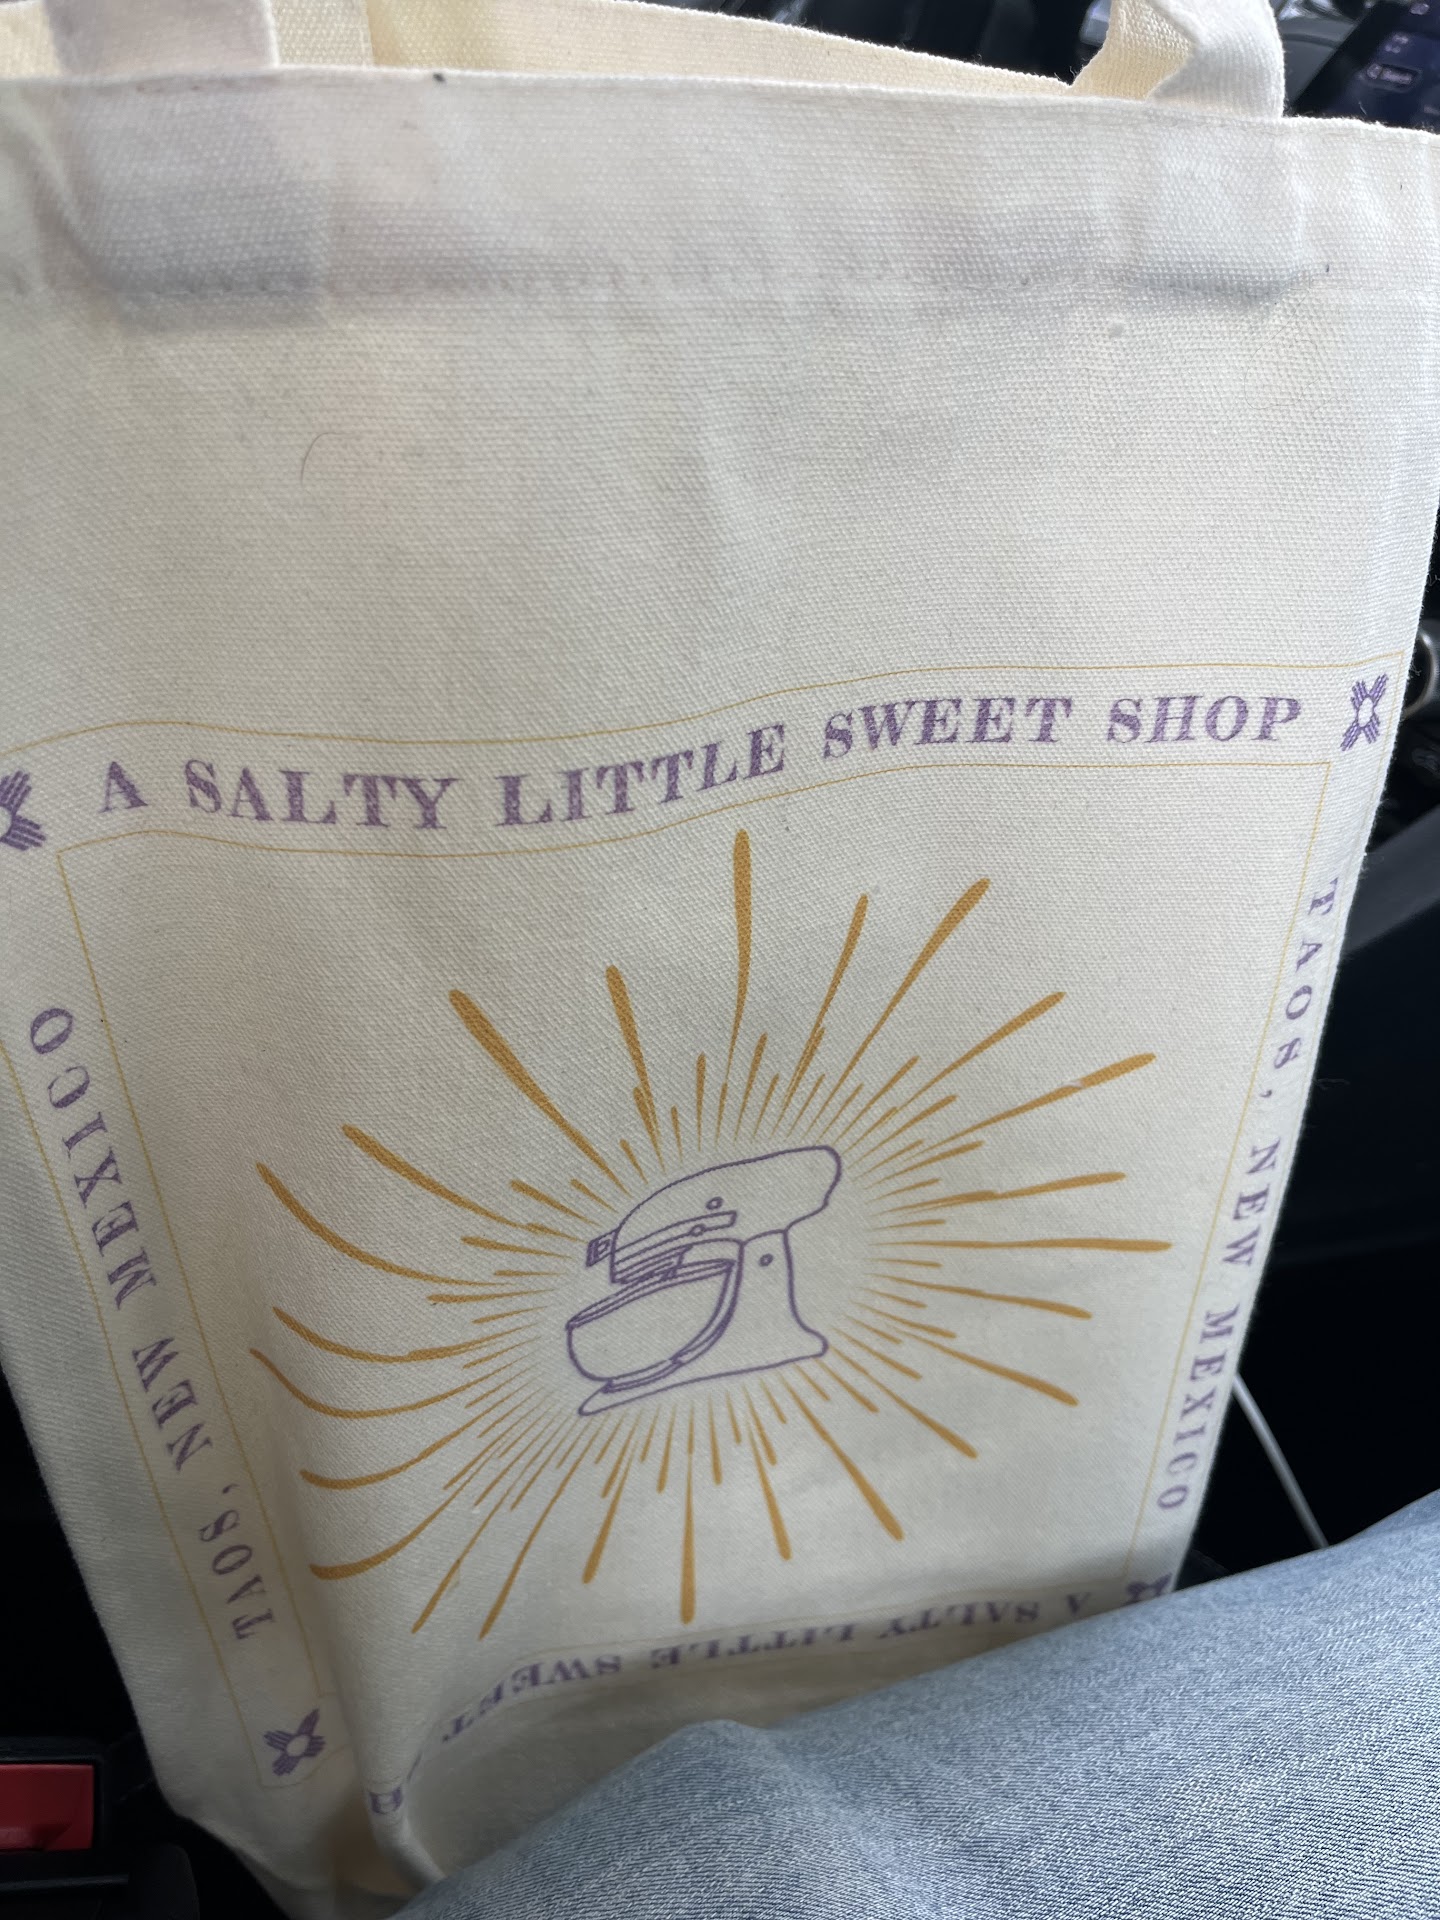 A SALTY LITTLE SWEET SHOP
TAOS, NEW MEXICO
TAOS, NEW MEXICO
A SALTY LITTLE SWEET